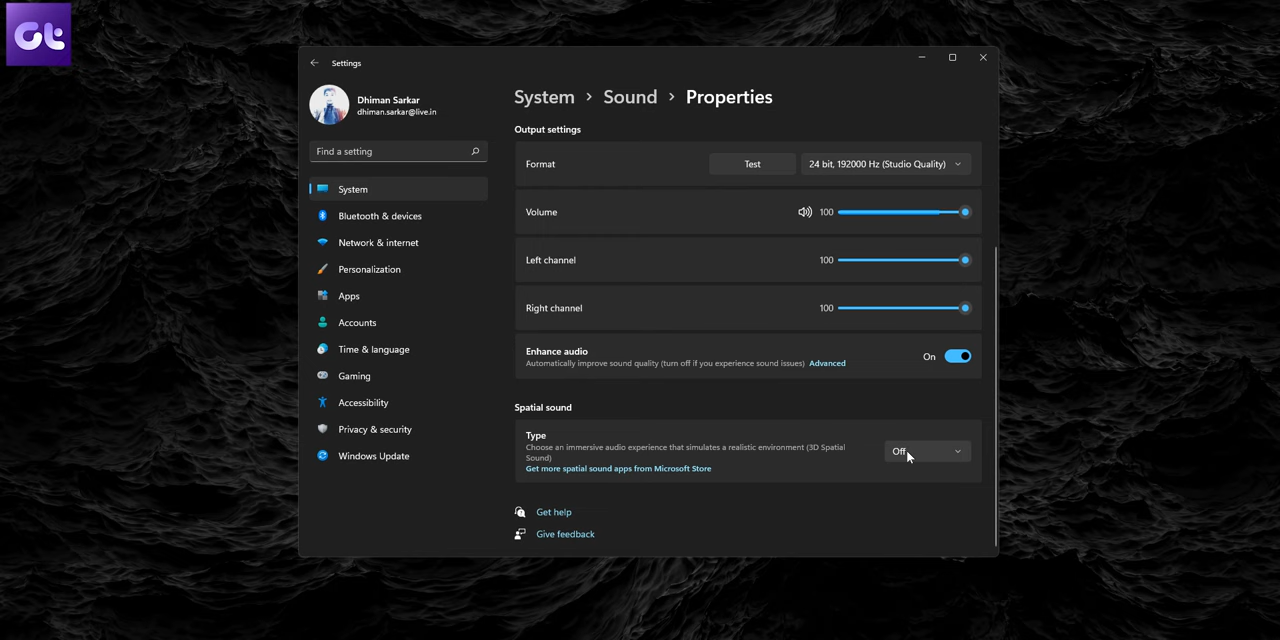 Gt
Settings
Dhiman Sarkar
dhiman.sarkar@live.in
Find a setting
System
Bluetooth & devices
Network & internet
Personalization
Apps
Accounts
Time & language
Gaming
Accessibility
Privacy & security
Windows Update
System > Sound > Properties
Output settings
Format Test 24 bit, 192000 Hz (Studio Quality)
Volume 100
Left channel 100
Right channel 100
Enhance audio
Automatically improve sound quality (turn off if you experience sound issues) Advanced
On
Spatial sound
Type
Choose an immersive audio experience that simulates a realistic environment (3D Spatial
Sound)
Get more spatial sound apps from Microsoft Store
Off
Get help
Give feedback